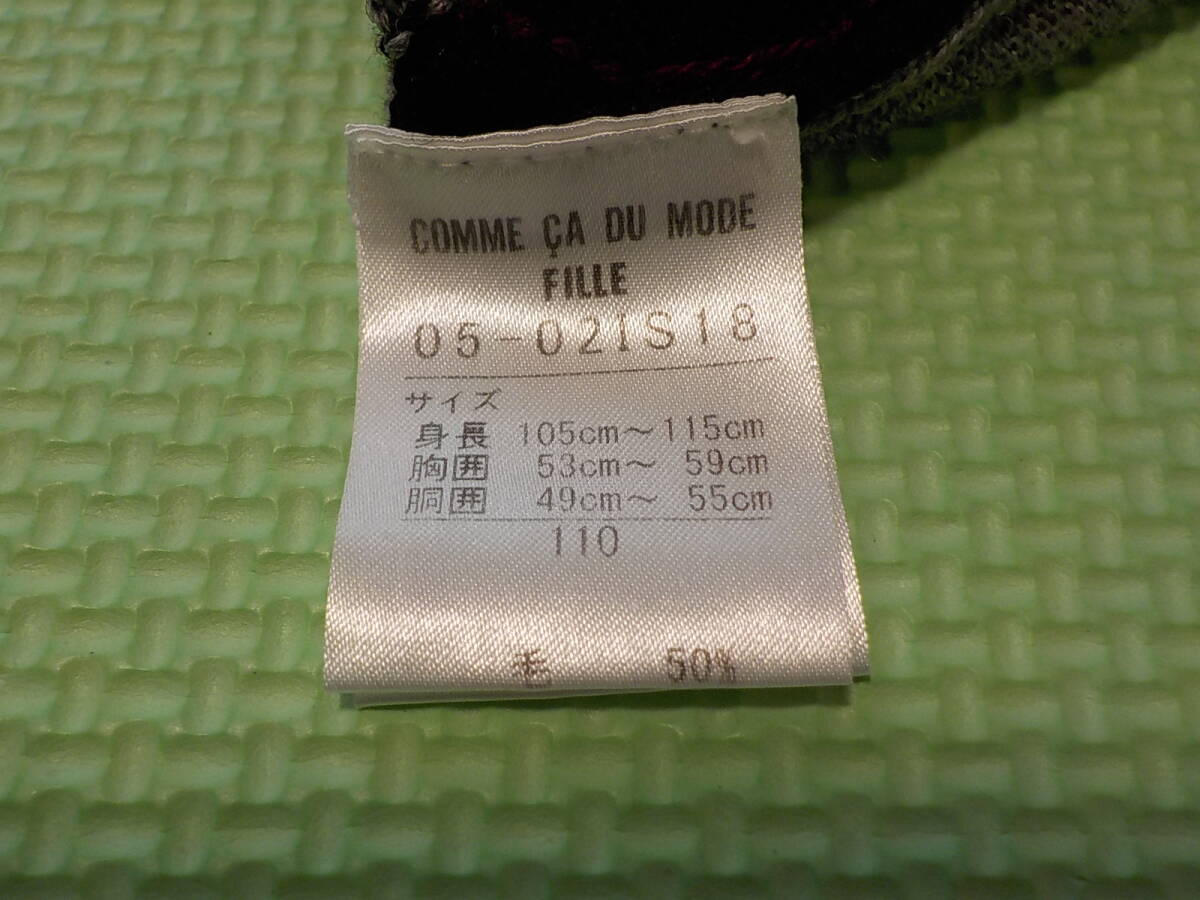 COMME ÇA DU MODE
FILLE
05-02IS18
サイズ
身長 105cm～115cm
胸囲 53cm～ 59cm
胴囲 49cm～ 55cm
110
毛 50%